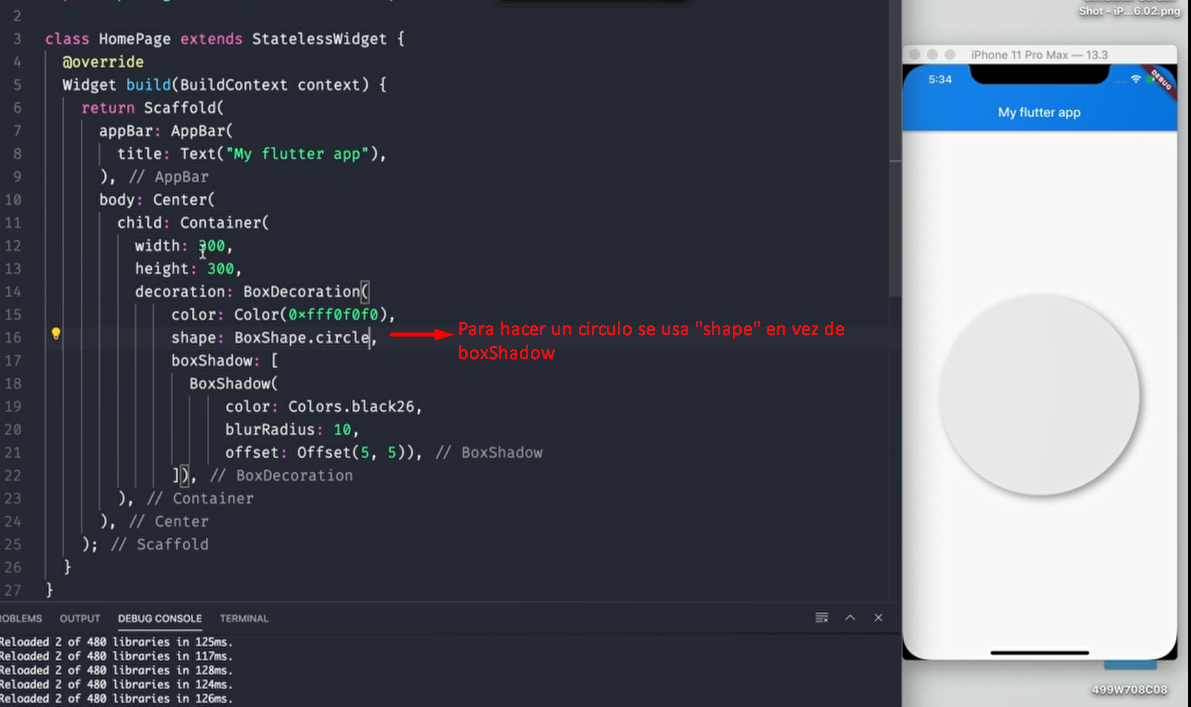 2
3 class HomePage extends StatelessWidget {
4 @override
5 Widget build(BuildContext context) {
6 return Scaffold(
7 appBar: AppBar(
8 title: Text("My flutter app"),
9 ), // AppBar
10 body: Center(
11 child: Container(
12 width: 300,
13 height: 300,
14 decoration: BoxDecoration(
15 color: Color(0xfff0f0f0),
16 shape: BoxShape.circle,
17 boxShadow: [
18 BoxShadow(
19 color: Colors.black26,
20 blurRadius: 10,
21 offset: Offset(5, 5)), // BoxShadow
22 ]), // BoxDecoration
23 ), // Container
24 ), // Center
25 ); // Scaffold
26 }
27 }
Para hacer un circulo se usa "shape" en vez de
boxShadow
OBLEMS OUTPUT DEBUG CONSOLE TERMINAL
Reloaded 2 of 480 libraries in 125ms.
Reloaded 2 of 480 libraries in 117ms.
Reloaded 2 of 480 libraries in 128ms.
Reloaded 2 of 480 libraries in 124ms.
Reloaded 2 of 480 libraries in 126ms.
Shot - iP...6.02.png
iPhone 11 Pro Max — 13.3
5:34
DEBUG
My flutter app
499W708C08